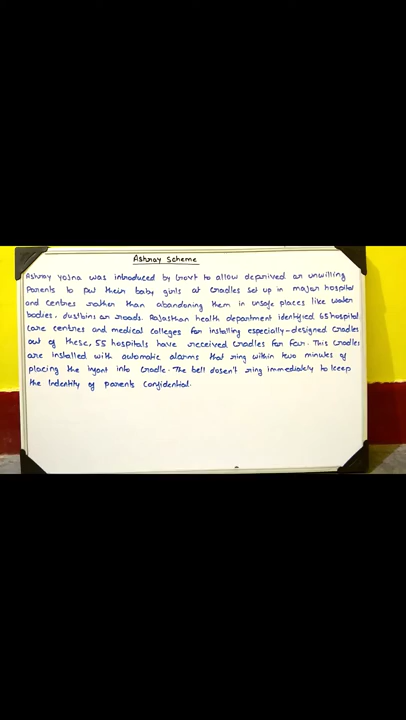 Ashray Scheme
Ashray Yojna was introduced by Govt to allow deprived or unwilling
Parents to put their baby girls at cradles set up in major hospital
and centres rather than abandoning them in unsafe places like water
bodies, dustbins or roads. Rajasthan health department identified 65 hospital
care centres and medical colleges for installing especially-designed cradles
out of these, 55 hospitals have received cradles for far. This cradles
are installed with automatic alarms that ring within two minutes of
placing the infant into cradle. The bell dosen't ring immediately to keep
the Indentity of parents confidential.